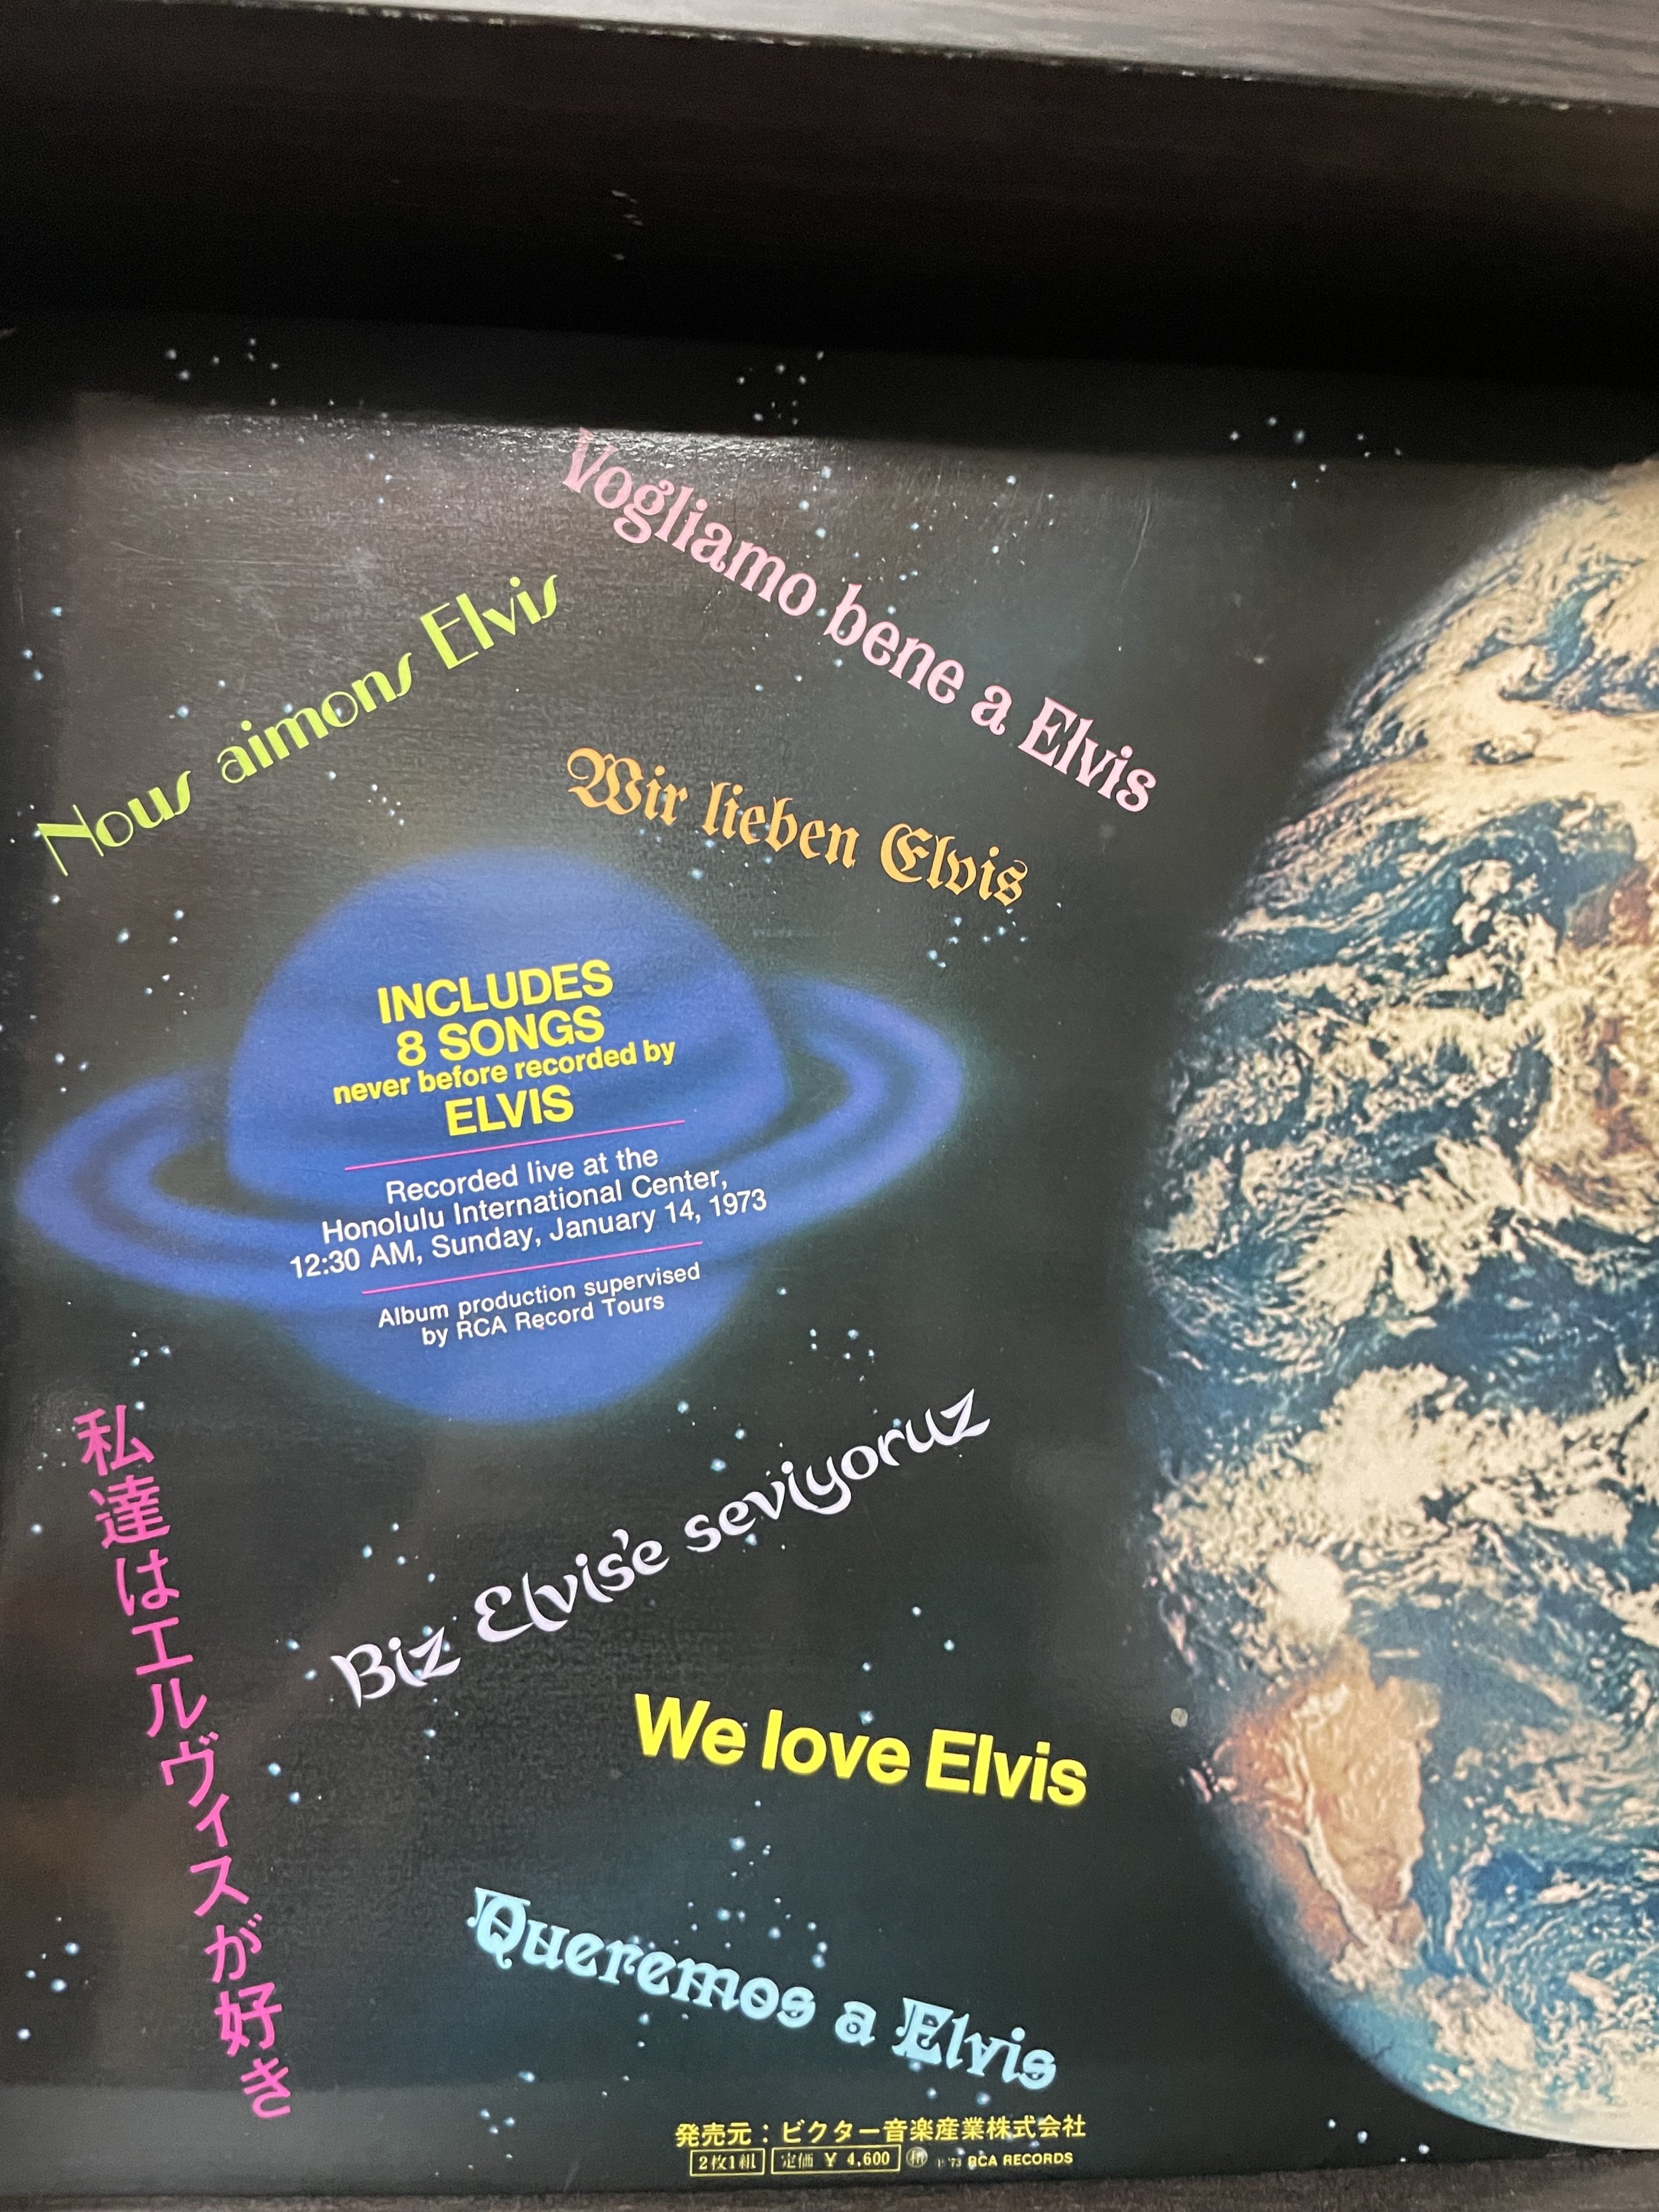 Vogliamo bene a Elvis
Nous aimons Elvis
Wir lieben Elvis
INCLUDES
8 SONGS
never before recorded by
ELVIS
Recorded live at the
Honolulu International Center,
12:30 AM, Sunday, January 14, 1973
Album production supervised
by RCA Record Tours
私達はエルヴィスが好き
Biz Elvis'e seviyoruz
We love Elvis
Queremos a Elvis
発売元：ビクター音楽産業株式会社
2枚1組 定価 ¥ 4,600 '73 RCA RECORDS